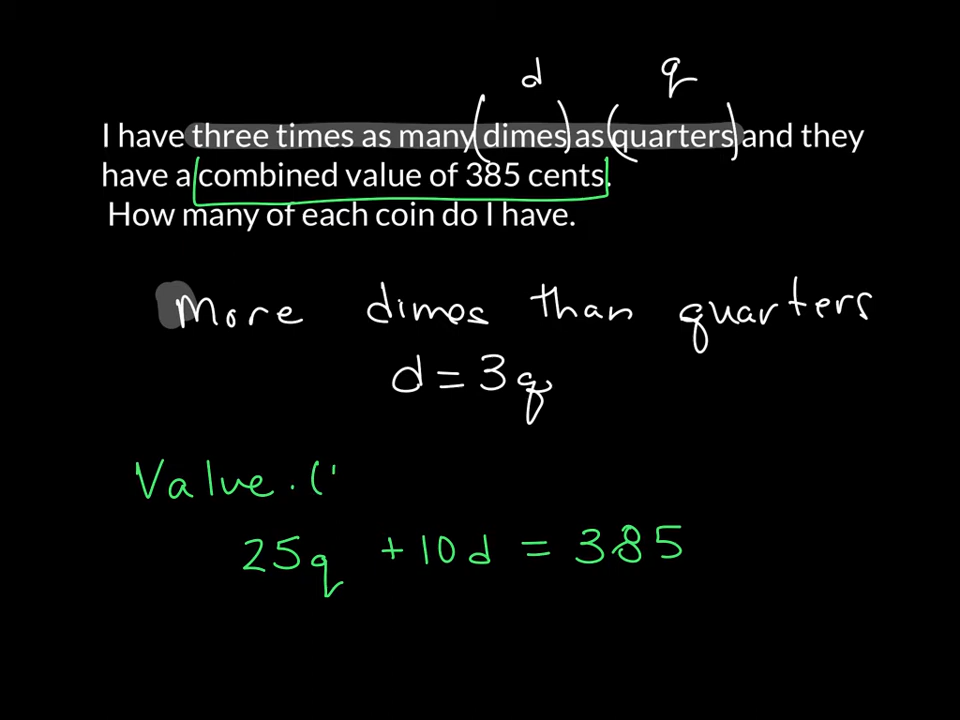 d q
I have three times as many (dimes) as (quarters) and they
have a combined value of 385 cents.
How many of each coin do I have.
More dimes than quarters
d = 3q
Value. (
25q + 10d = 385